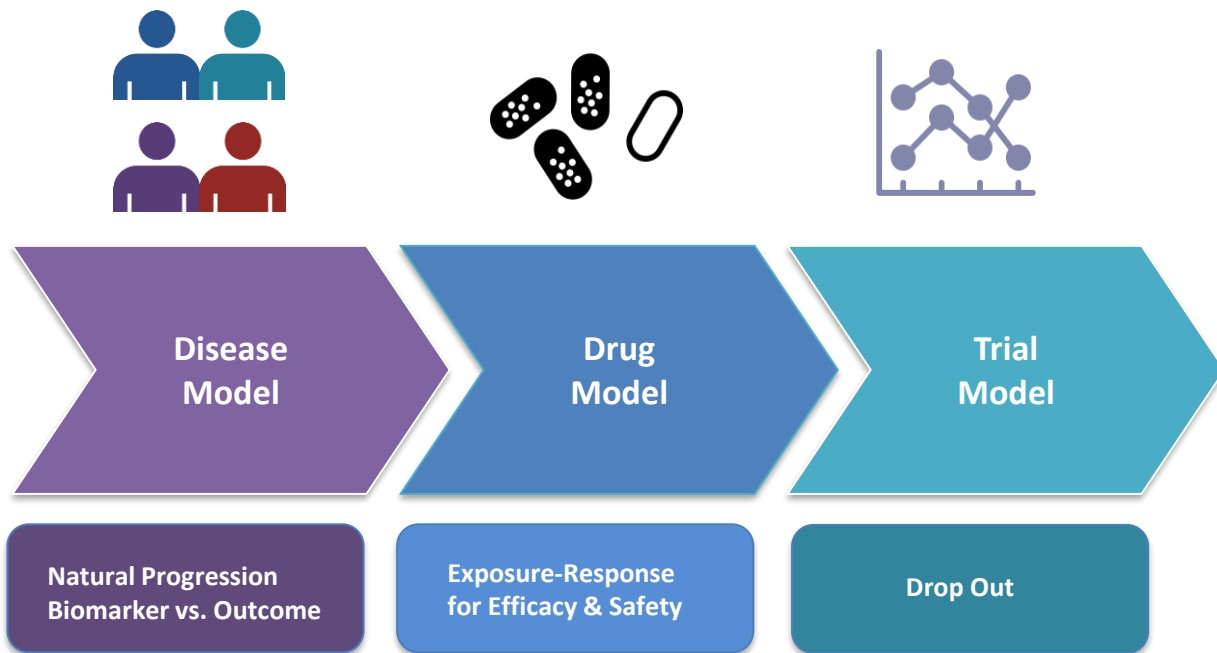 Disease
Model
Drug
Model
Trial
Model
Natural Progression
Biomarker vs. Outcome
Exposure-Response
for Efficacy & Safety
Drop Out